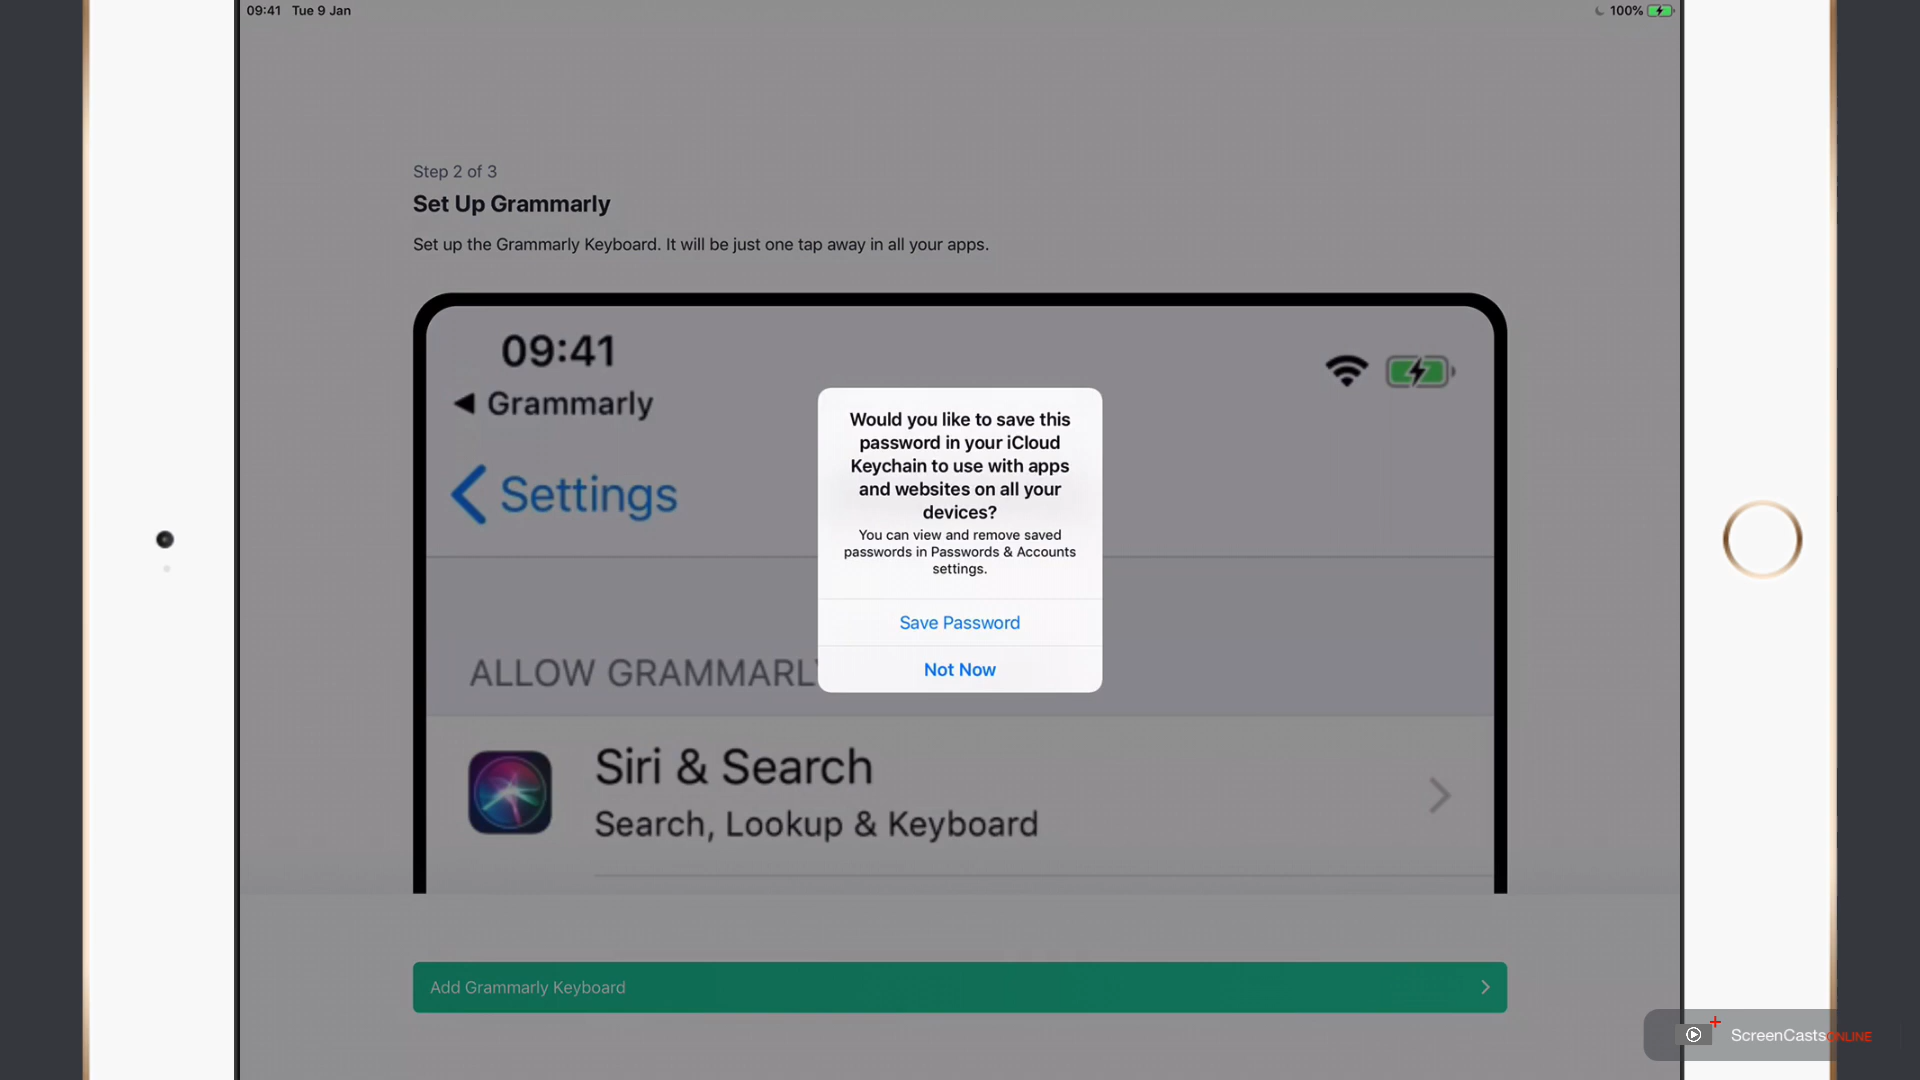 09:41 Tue 9 Jan
100%
Step 2 of 3
Set Up Grammarly
Set up the Grammarly Keyboard. It will be just one tap away in all your apps.
09:41
Grammarly
Settings
Would you like to save this
password in your iCloud
Keychain to use with apps
and websites on all your
devices?
You can view and remove saved
passwords in Passwords & Accounts
settings.
Save Password
Not Now
ALLOW GRAMMARLY
Siri & Search
Search, Lookup & Keyboard
Add Grammarly Keyboard
ScreenCastsONLINE